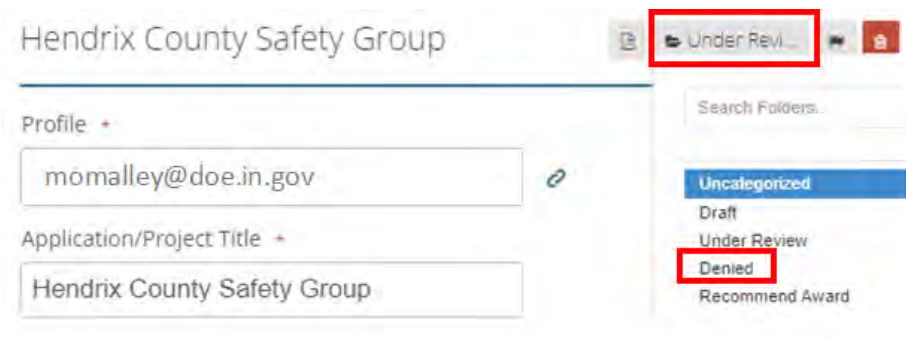 Hendrix County Safety Group
Under Revi...
Search Folders...
Profile *
momalley@doe.in.gov
Uncategorized
Draft
Application/Project Title *
Under Review
Denied
Hendrix County Safety Group
Recommend Award